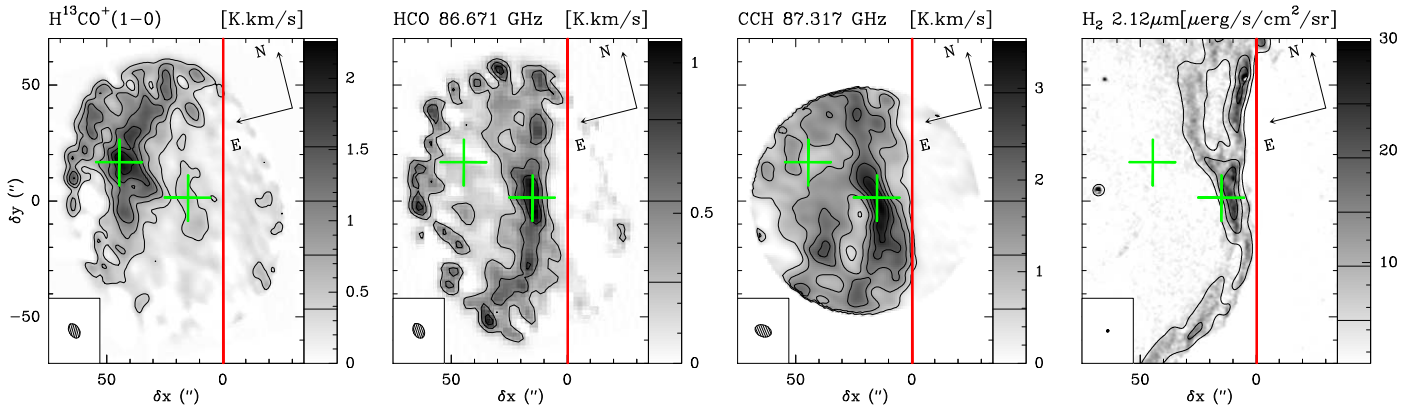 H¹³CO⁺(1−0) [K.km/s]
HCO 86.671 GHz [K.km/s]
CCH 87.317 GHz [K.km/s]
H₂ 2.12μm[μerg/s/cm²/sr]
N
E
N
E
N
E
N
E
δy (″)
50
0
−50
2
1.5
1
0.5
0
1
0.5
0
3
2
1
0
30
20
10
50 0
50 0
50 0
50 0
δx (″)
δx (″)
δx (″)
δx (″)